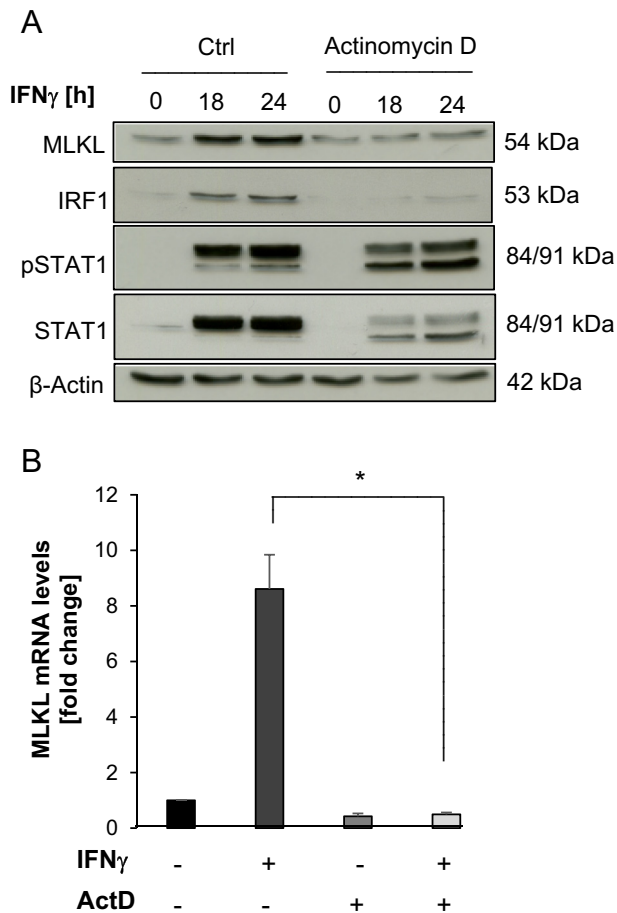 A
Ctrl Actinomycin D
IFNγ [h] 0 18 24 0 18 24
MLKL 54 kDa
IRF1 53 kDa
pSTAT1 84/91 kDa
STAT1 84/91 kDa
β-Actin 42 kDa
B
*
MLKL mRNA levels
[fold change]
12
10
8
6
4
2
0
IFNγ - + - +
ActD - - + +